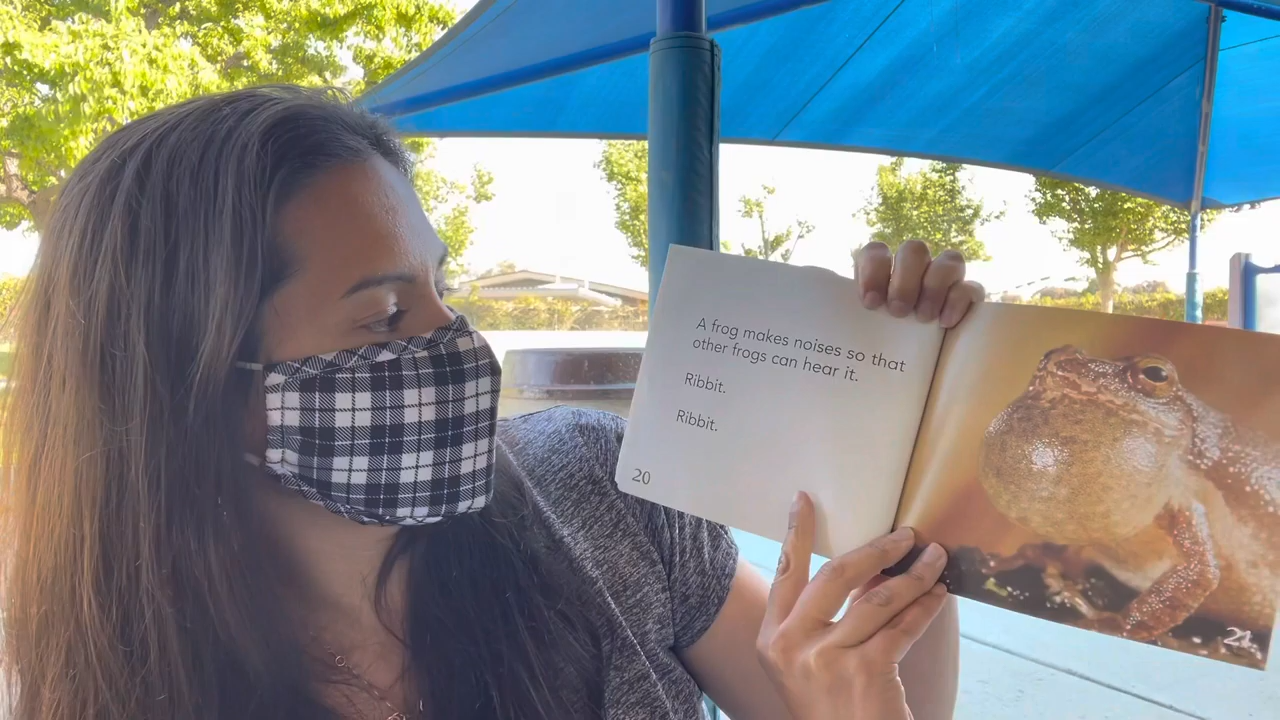 A frog makes noises so that
other frogs can hear it.
Ribbit.
Ribbit.
20
21